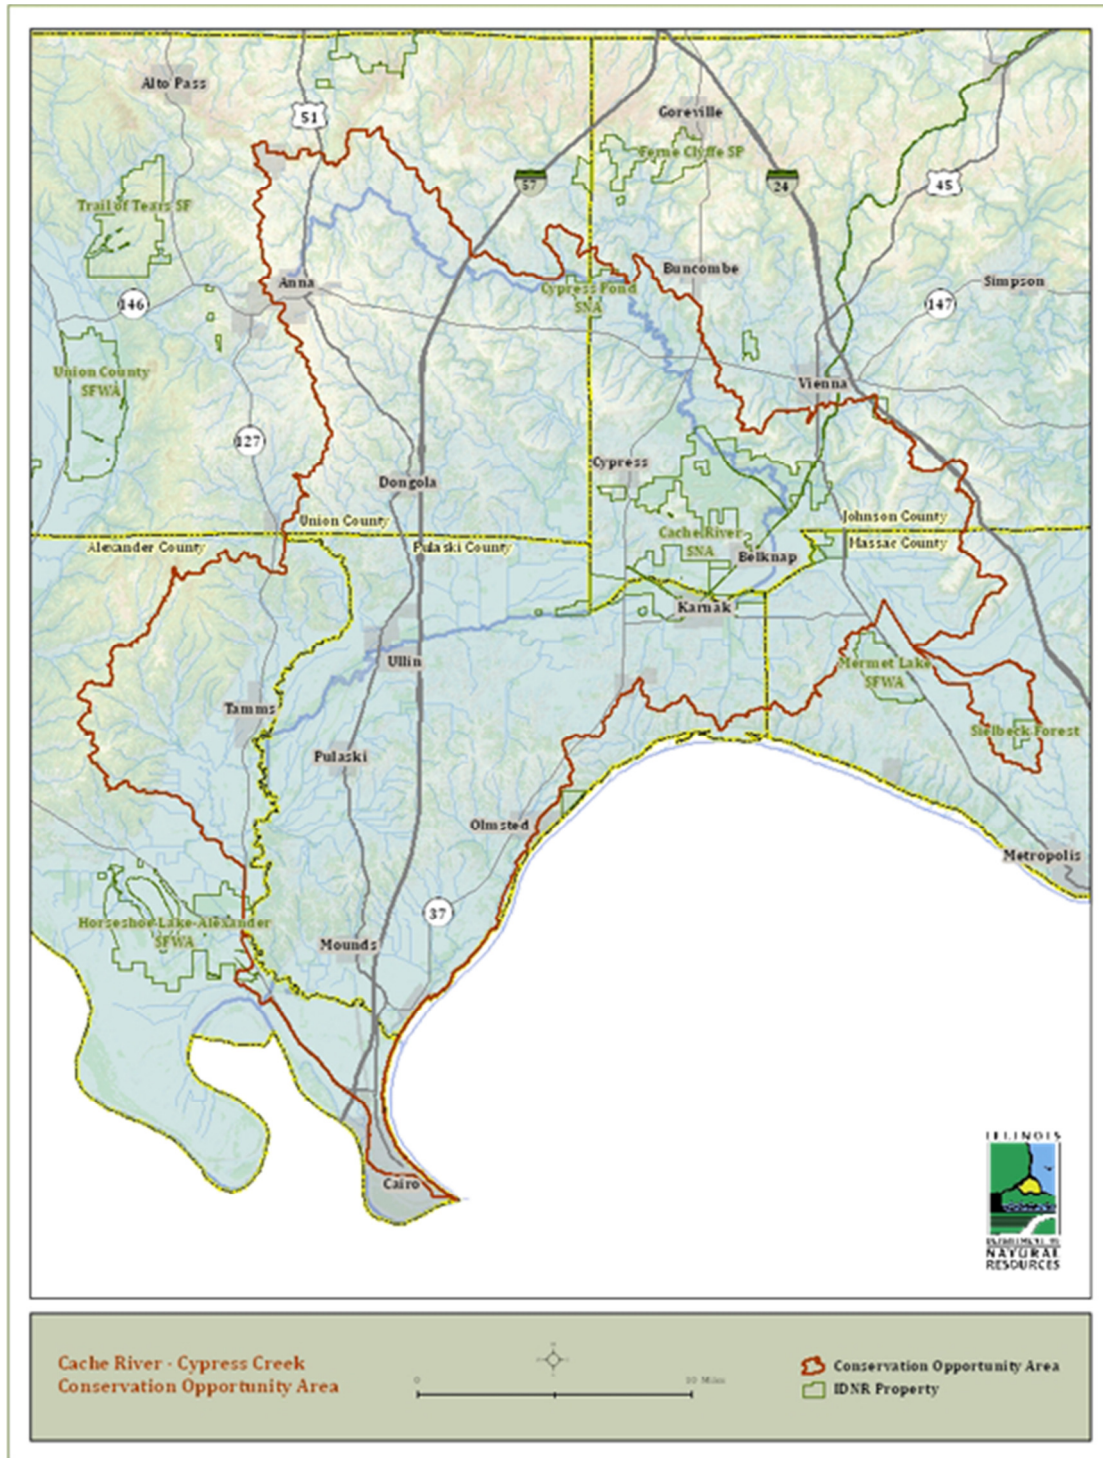 Alto Pass
51
Goreville
Ferne Clyffe SP
57
24
45
Trail of Tears SF
Anna
Buncombe
Simpson
146
Cypress Pond
SNA
147
Union County
SFWA
Vienna
127
Cypress
Dongola
Union County
Johnson County
Alexander County
Pulaski County
Cache River
SNA
Massac County
Belknap
Karnak
Ullin
Mermet Lake
SFWA
Tamms
Sielbeck Forest
Pulaski
Olmsted
Metropolis
37
Horseshoe Lake-Alexander
SFWA
Mounds
Cairo
ILLINOIS
DEPARTMENT OF
NATURAL
RESOURCES
Cache River - Cypress Creek
Conservation Opportunity Area
N
0
10 Miles
Conservation Opportunity Area
IDNR Property